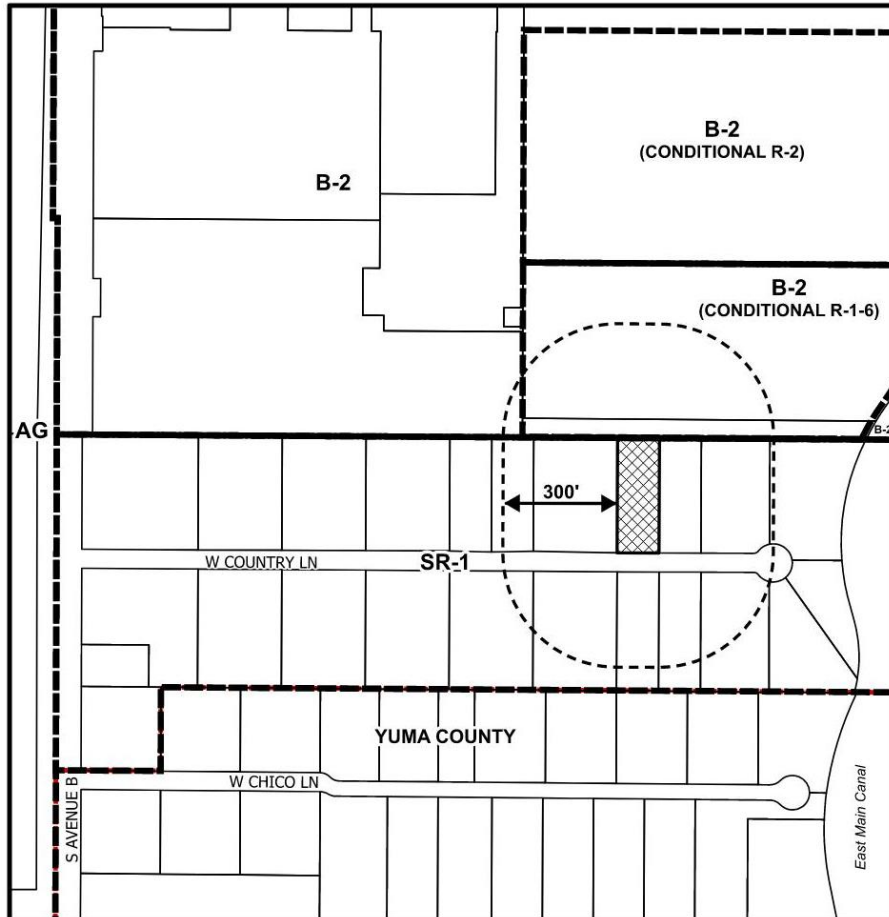 B-2
(CONDITIONAL R-2)
B-2
B-2
(CONDITIONAL R-1-6)
AG
B-2
300'
W COUNTRY LN
SR-1
YUMA COUNTY
W CHICO LN
S AVENUE B
East Main Canal